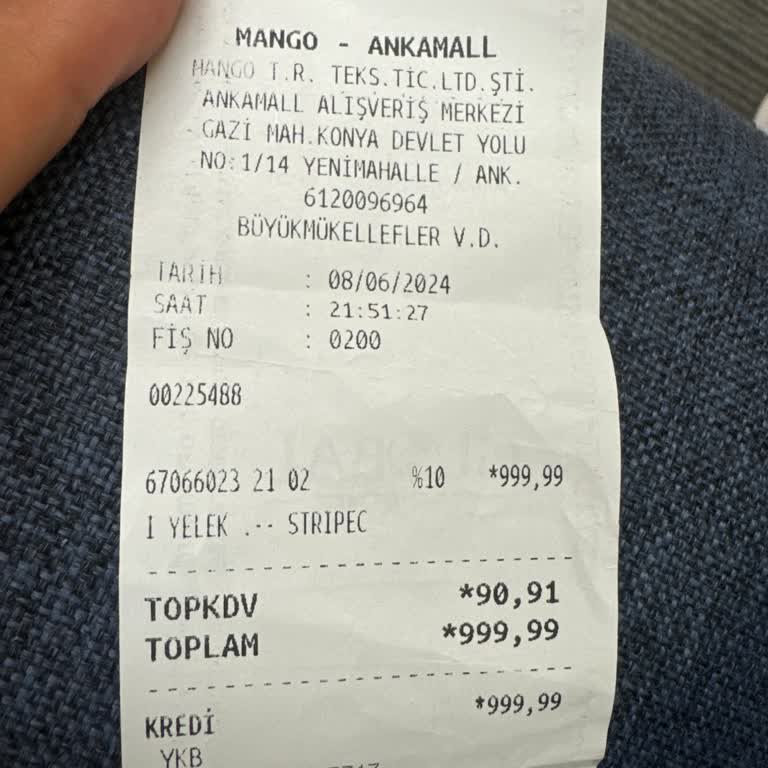 MANGO - ANKAMALL
MANGO T.R. TEKS.TİC.LTD.ŞTİ.
ANKAMALL ALIŞVERİŞ MERKEZİ
GAZİ MAH.KONYA DEVLET YOLU
NO:1/14 YENİMAHALLE / ANK.
6120096964
BÜYÜKMÜKELLEFLER V.D.
TARİH : 08/06/2024
SAAT : 21:51:27
FİŞ NO : 0200
00225488
67066023 21 02 %10 *999,99
I YELEK .-- STRIPEC
TOPKDV *90,91
TOPLAM *999,99
KREDİ *999,99
YKB